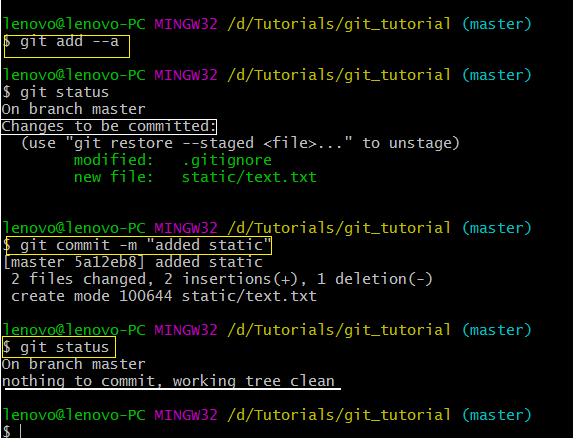 lenovo@lenovo-PC MINGW32 /d/Tutorials/git_tutorial (master)
$ git add --a
lenovo@lenovo-PC MINGW32 /d/Tutorials/git_tutorial (master)
$ git status
On branch master
Changes to be committed:
  (use "git restore --staged <file>..." to unstage)
        modified:   .gitignore
        new file:   static/text.txt
lenovo@lenovo-PC MINGW32 /d/Tutorials/git_tutorial (master)
$ git commit -m "added static"
[master 5a12eb8] added static
 2 files changed, 2 insertions(+), 1 deletion(-)
 create mode 100644 static/text.txt
lenovo@lenovo-PC MINGW32 /d/Tutorials/git_tutorial (master)
$ git status
On branch master
nothing to commit, working tree clean
lenovo@lenovo-PC MINGW32 /d/Tutorials/git_tutorial (master)
$